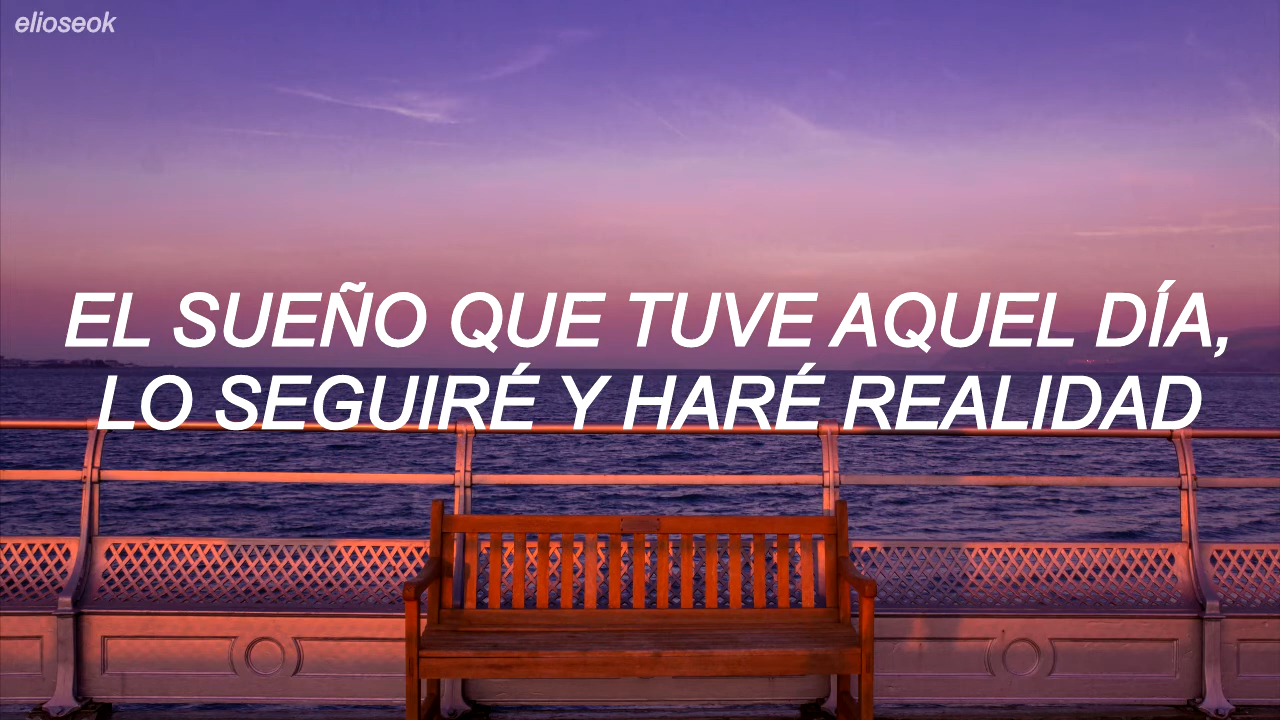 elioseok
EL SUEÑO QUE TUVE AQUEL DÍA,
LO SEGUIRÉ Y HARÉ REALIDAD